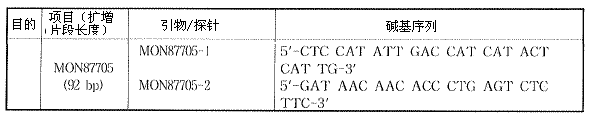 目的 项目(扩增片段长度) 引物/探针 碱基序列
MON87705-1 5′-CTC CAT ATT GAC CAT CAT ACT
CAT TG-3′
MON87705
(92 bp)
MON87705-2 5′-GAT AAC AAC ACC CTG AGT CTC
TTC-3′